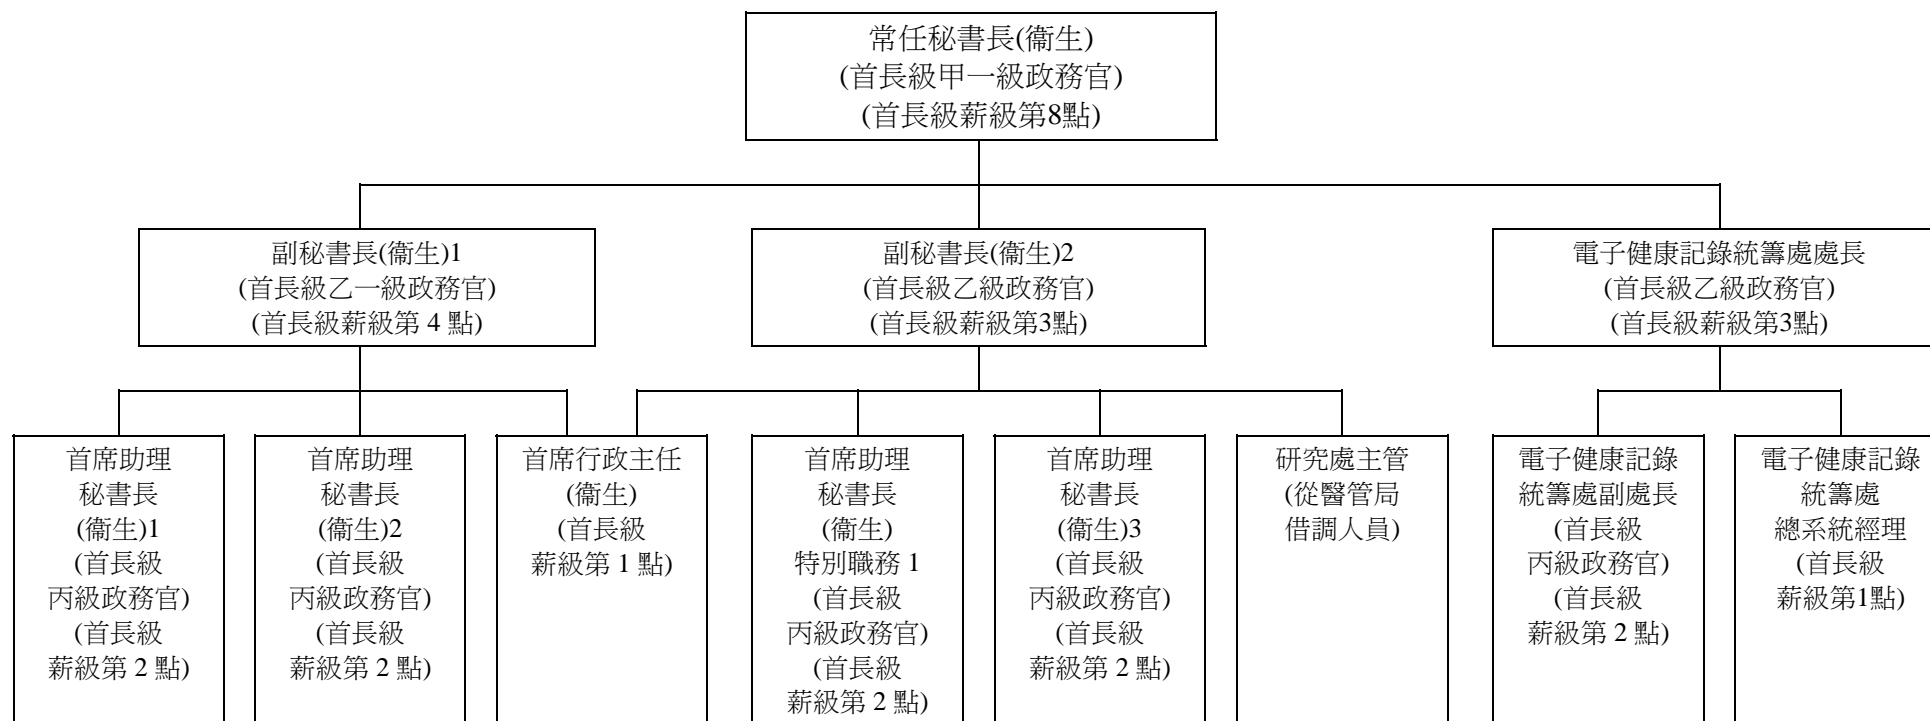 常任秘書長(衞生)
(首長級甲一級政務官)
(首長級薪級第8點)
副秘書長(衞生)1
(首長級乙一級政務官)
(首長級薪級第 4 點)
副秘書長(衞生)2
(首長級乙級政務官)
(首長級薪級第3點)
電子健康記錄統籌處處長
(首長級乙級政務官)
(首長級薪級第3點)
首席助理
秘書長
(衞生)1
(首長級
丙級政務官)
(首長級
薪級第 2 點)
首席助理
秘書長
(衞生)2
(首長級
丙級政務官)
(首長級
薪級第 2 點)
首席行政主任
(衞生)
(首長級
薪級第 1 點)
首席助理
秘書長
(衞生)
特別職務 1
(首長級
丙級政務官)
(首長級
薪級第 2 點)
首席助理
秘書長
(衞生)3
(首長級
丙級政務官)
(首長級
薪級第 2 點)
研究處主管
(從醫管局
借調人員)
電子健康記錄
統籌處副處長
(首長級
丙級政務官)
(首長級
薪級第 2 點)
電子健康記錄
統籌處
總系統經理
(首長級
薪級第1點)